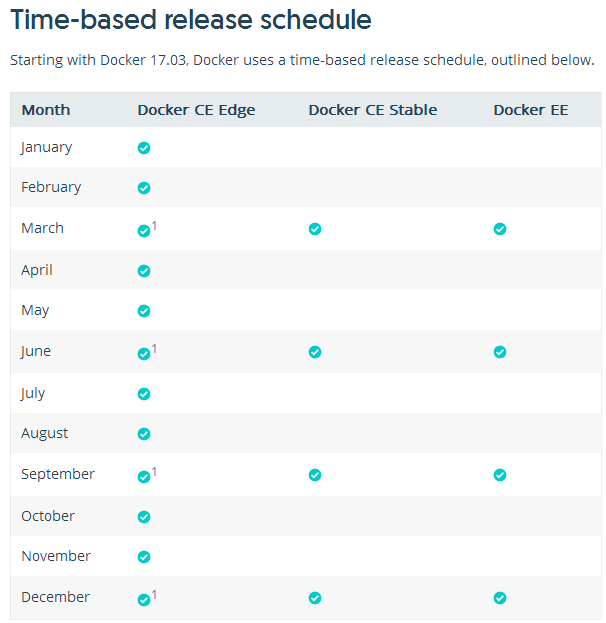 Time-based release schedule
Starting with Docker 17.03, Docker uses a time-based release schedule, outlined below.
Month Docker CE Edge Docker CE Stable Docker EE
January
February
March 1
April
May
June 1
July
August
September 1
October
November
December 1